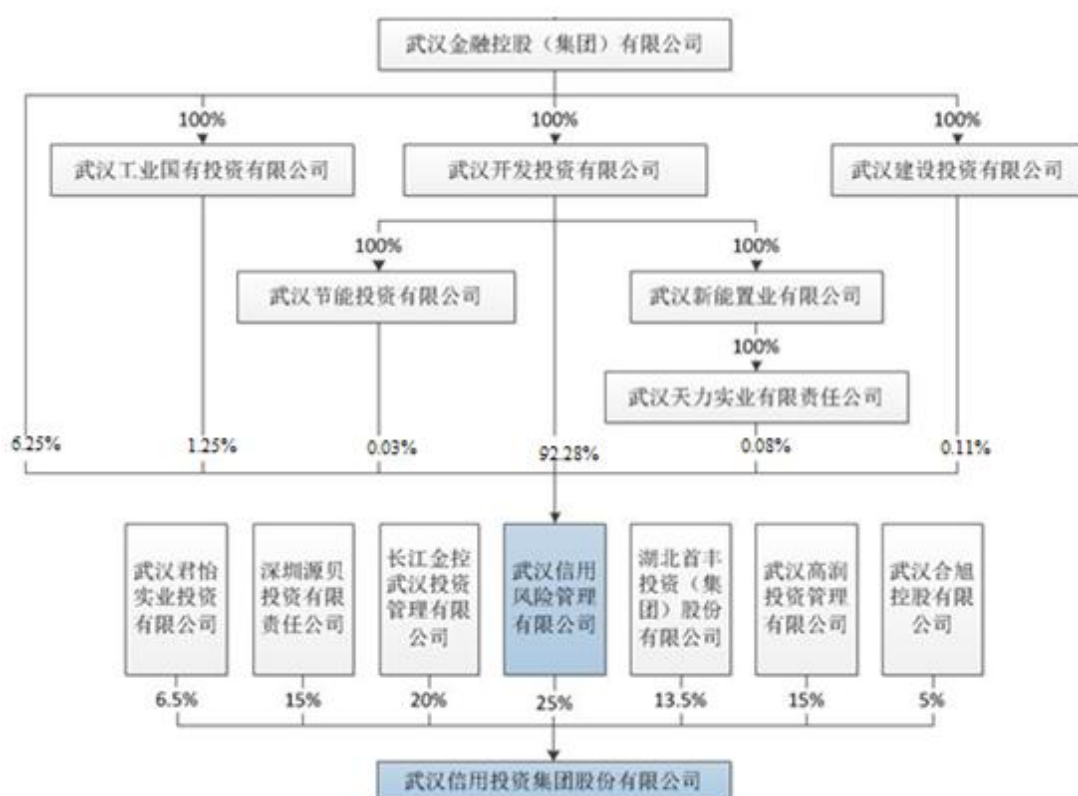 武汉金融控股（集团）有限公司
100%
100%
100%
武汉工业国有投资有限公司
武汉开发投资有限公司
武汉建设投资有限公司
100%
100%
武汉节能投资有限公司
武汉新能置业有限公司
100%
武汉天力实业有限责任公司
6.25%
1.25%
0.03%
92.28%
0.08%
0.11%
武汉君怡
实业投资
有限公司
深圳源贝
投资有限
责任公司
长江金控
武汉投资
管理有限
公司
武汉信用
风险管理
有限公司
湖北首丰
投资（集
团）股份
有限公司
武汉高润
投资管理
有限公司
武汉合旭
控股有限
公司
6.5%
15%
20%
25%
13.5%
15%
5%
武汉信用投资集团股份有限公司